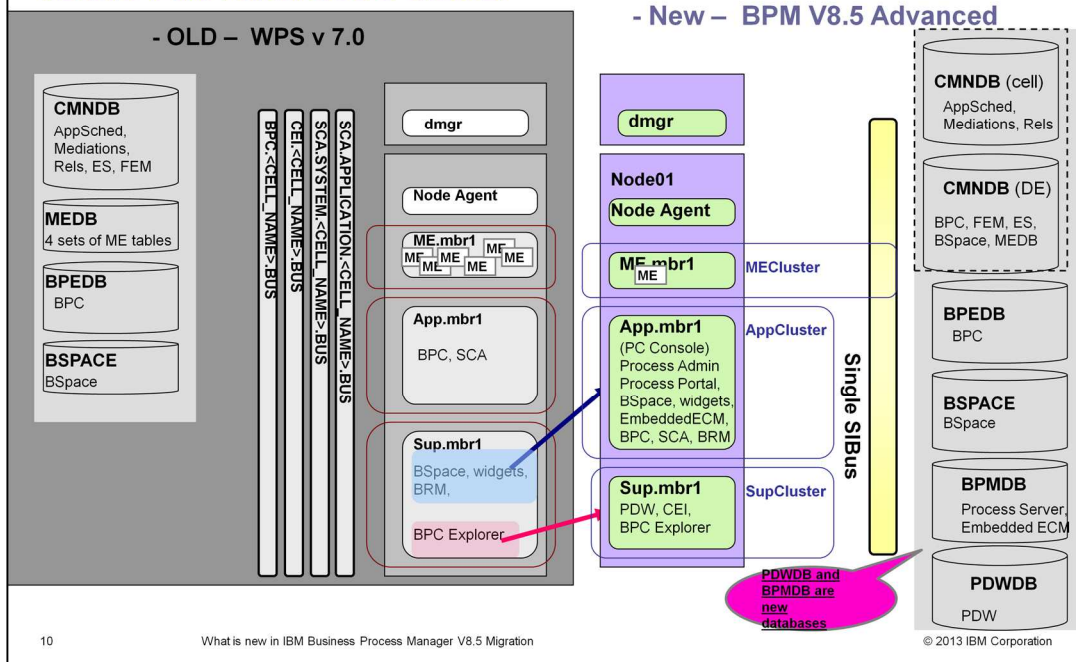 - OLD – WPS v 7.0
CMNDB
AppSched,
Mediations,
Rels, ES, FEM
MEDB
4 sets of ME tables
BPEDB
BPC
BSPACE
BSpace
BPC.<CELL_NAME>.BUS
CEI.<CELL_NAME>.BUS
SCA.SYSTEM.<CELL_NAME>.BUS
SCA.APPLICATION.<CELL_NAME>.BUS
dmgr
Node Agent
ME.mbr1
ME
ME
ME
ME
ME
ME
App.mbr1
BPC, SCA
Sup.mbr1
BSpace, widgets,
BRM,
BPC Explorer
- New – BPM V8.5 Advanced
dmgr
Node01
Node Agent
ME.mbr1
ME
MECluster
App.mbr1
(PC Console)
Process Admin
Process Portal,
BSpace, widgets,
EmbeddedECM,
BPC, SCA, BRM
AppCluster
Sup.mbr1
PDW, CEI,
BPC Explorer
SupCluster
Single SIBus
CMNDB (cell)
AppSched,
Mediations, Rels
CMNDB (DE)
BPC, FEM, ES,
BSpace, MEDB
BPEDB
BPC
BSPACE
BSpace
BPMDB
Process Server,
Embedded ECM
PDWDB
PDW
PDWDB and
BPMDB are
new
databases
10
What is new in IBM Business Process Manager V8.5 Migration
© 2013 IBM Corporation